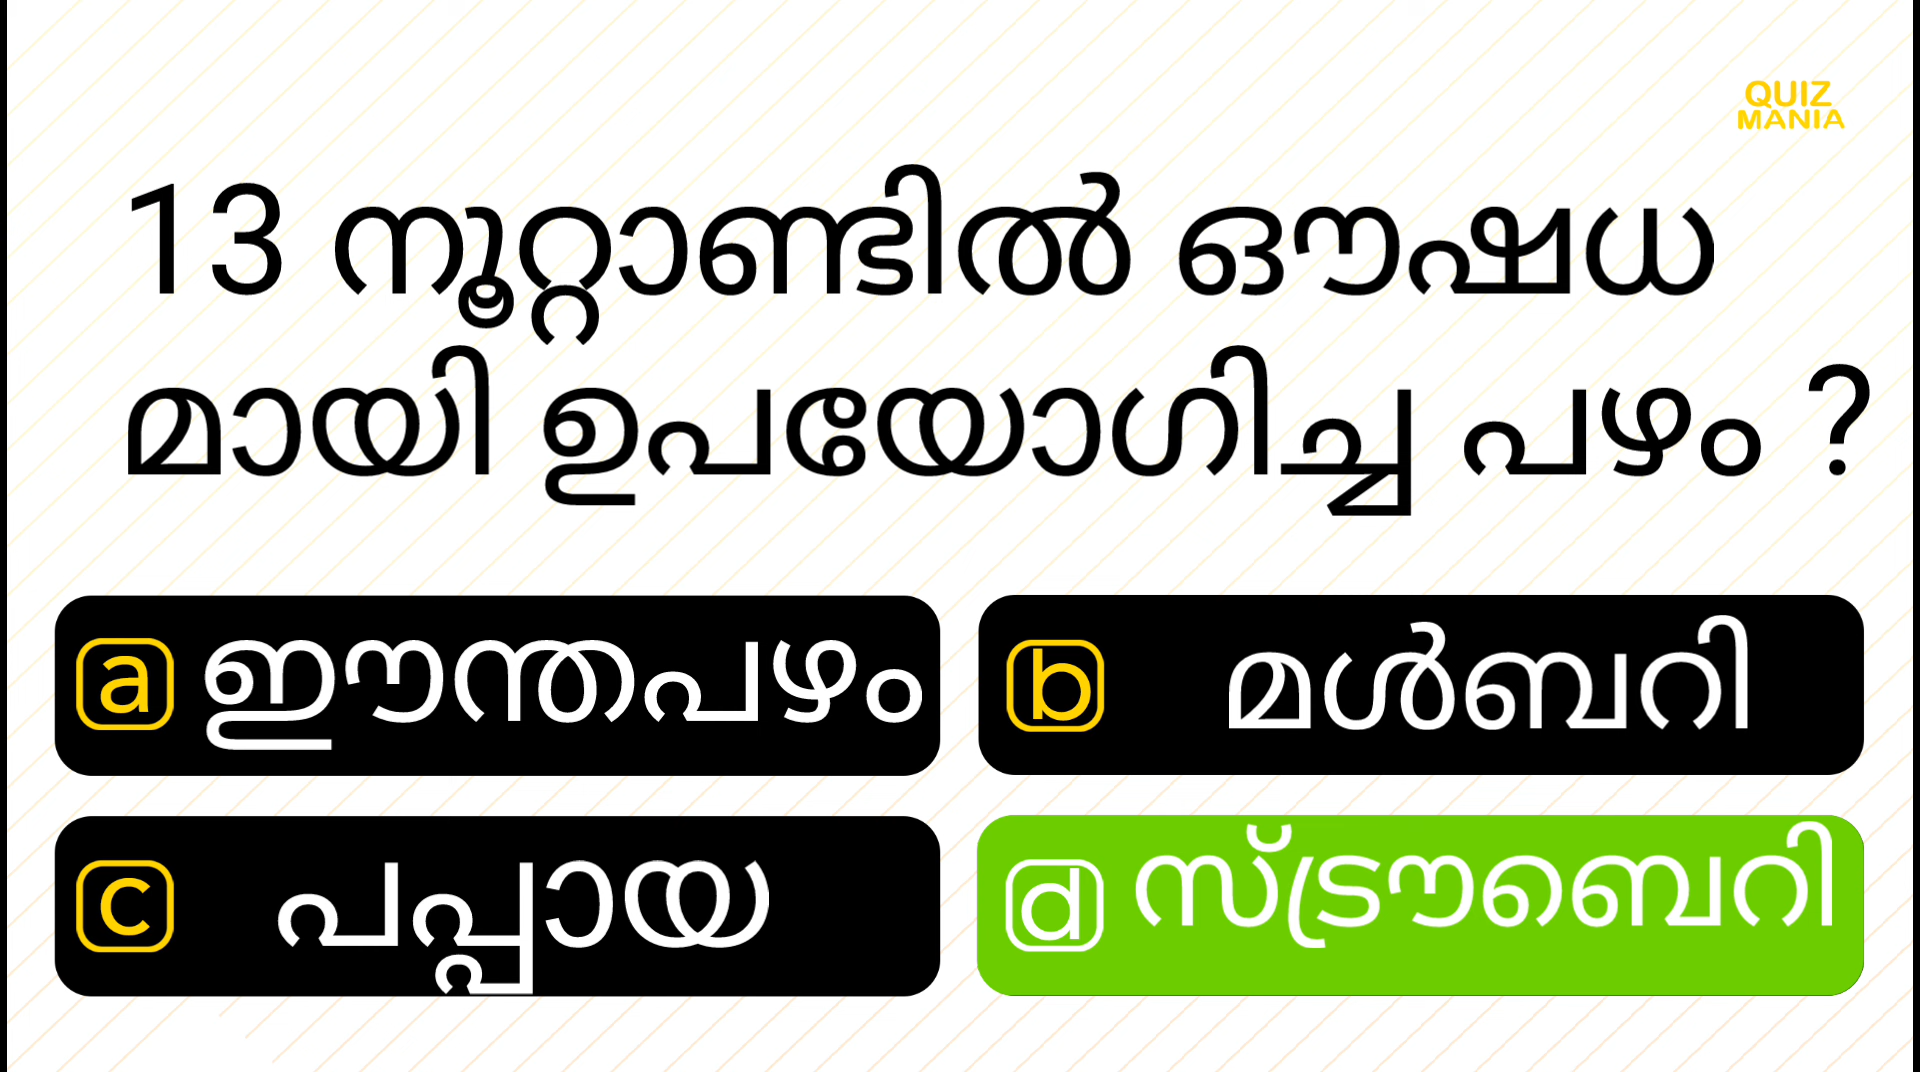 QUIZ
MANIA
13 നൂറ്റാണ്ടിൽ ഔഷധ
മായി ഉപയോഗിച്ച പഴം ?
a ഈന്തപഴം
b മൾബറി
c പപ്പായ
d സ്ട്രൗബെറി